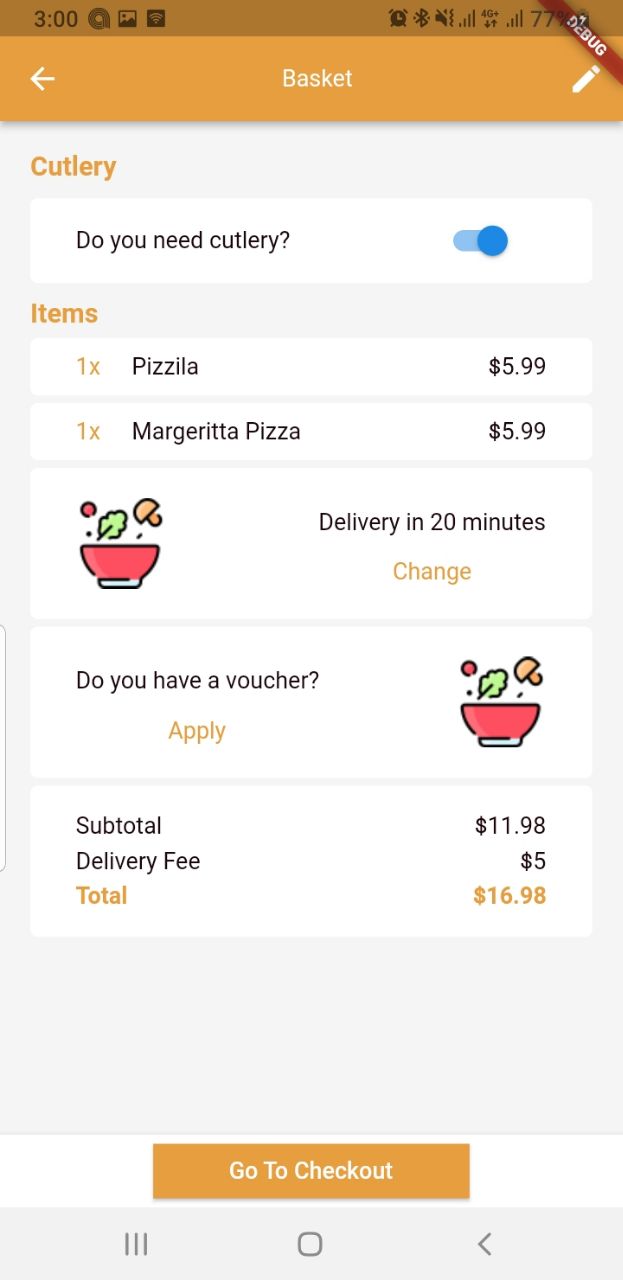 3:00 4G+ 77%
DEBUG
Basket
Cutlery
Do you need cutlery?
Items
1x Pizzila $5.99
1x Margeritta Pizza $5.99
Delivery in 20 minutes
Change
Do you have a voucher?
Apply
Subtotal $11.98
Delivery Fee $5
Total $16.98
Go To Checkout